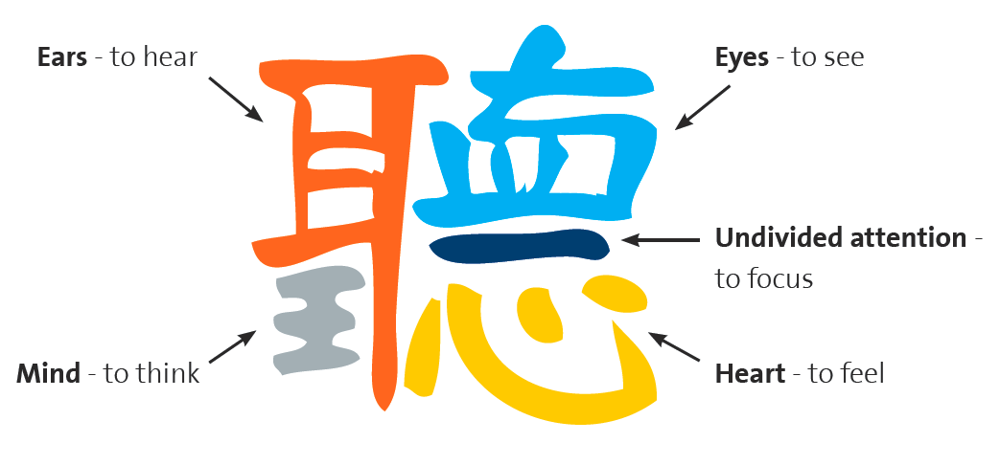 Ears - to hear
Eyes - to see
聽
Undivided attention -
to focus
Mind - to think
Heart - to feel